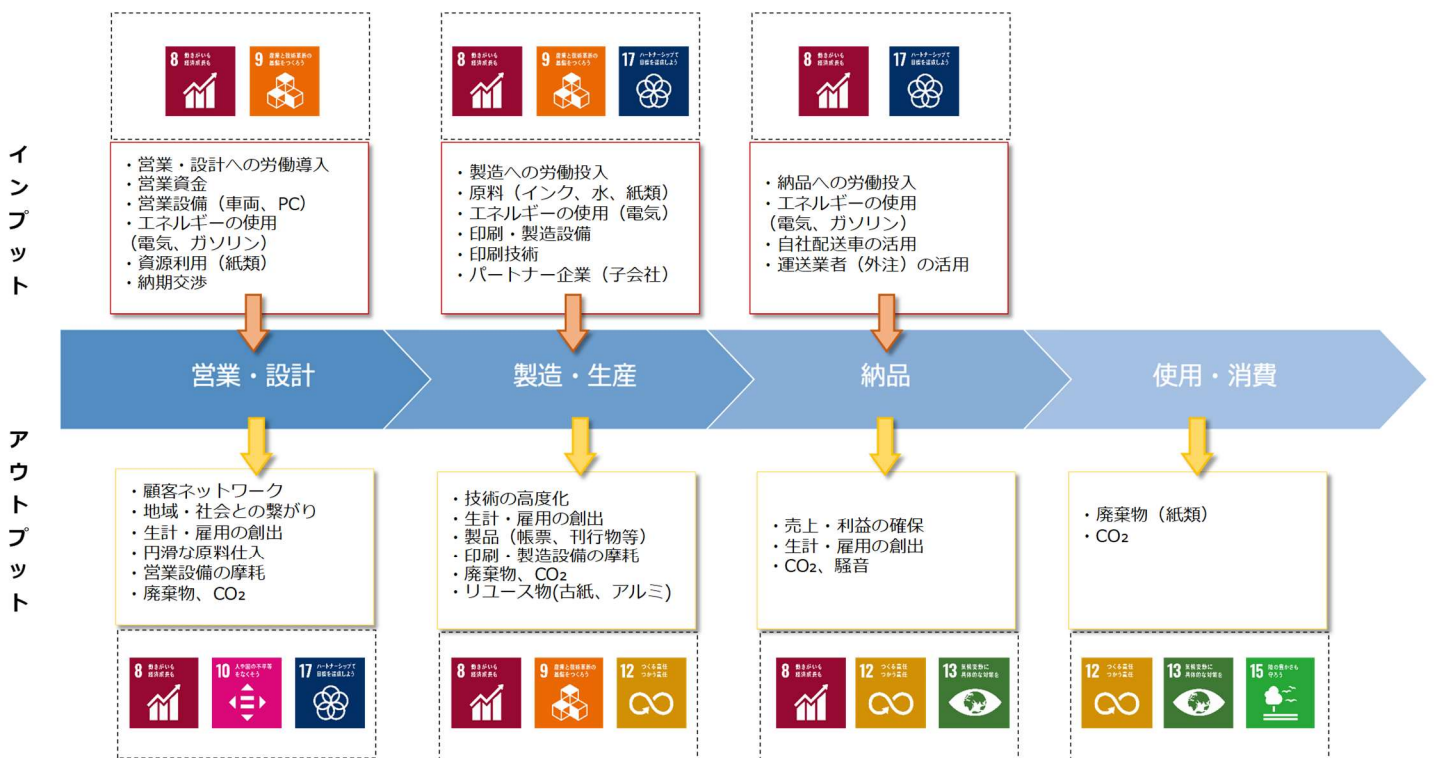 8 働きがいも
経済成長も
9 産業と技術革新の
基盤をつくろう
8 働きがいも
経済成長も
9 産業と技術革新の
基盤をつくろう
17 パートナーシップで
目標を達成しよう
8 働きがいも
経済成長も
17 パートナーシップで
目標を達成しよう
インプット
・営業・設計への労働導入
・営業資金
・営業設備（車両、PC）
・エネルギーの使用
（電気、ガソリン）
・資源利用（紙類）
・納期交渉
・製造への労働投入
・原料（インク、水、紙類）
・エネルギーの使用（電気）
・印刷・製造設備
・印刷技術
・パートナー企業（子会社）
・納品への労働投入
・エネルギーの使用
（電気、ガソリン）
・自社配送車の活用
・運送業者（外注）の活用
営業・設計
製造・生産
納品
使用・消費
アウトプット
・顧客ネットワーク
・地域・社会との繋がり
・生計・雇用の創出
・円滑な原料仕入
・営業設備の摩耗
・廃棄物、CO₂
・技術の高度化
・生計・雇用の創出
・製品（帳票、刊行物等）
・印刷・製造設備の摩耗
・廃棄物、CO₂
・リユース物(古紙、アルミ)
・売上・利益の確保
・生計・雇用の創出
・CO₂、騒音
・廃棄物（紙類）
・CO₂
8 働きがいも
経済成長も
10 人や国の不平等
をなくそう
17 パートナーシップで
目標を達成しよう
8 働きがいも
経済成長も
9 産業と技術革新の
基盤をつくろう
12 つくる責任
つかう責任
8 働きがいも
経済成長も
12 つくる責任
つかう責任
13 気候変動に
具体的な対策を
12 つくる責任
つかう責任
13 気候変動に
具体的な対策を
15 陸の豊かさも
守ろう